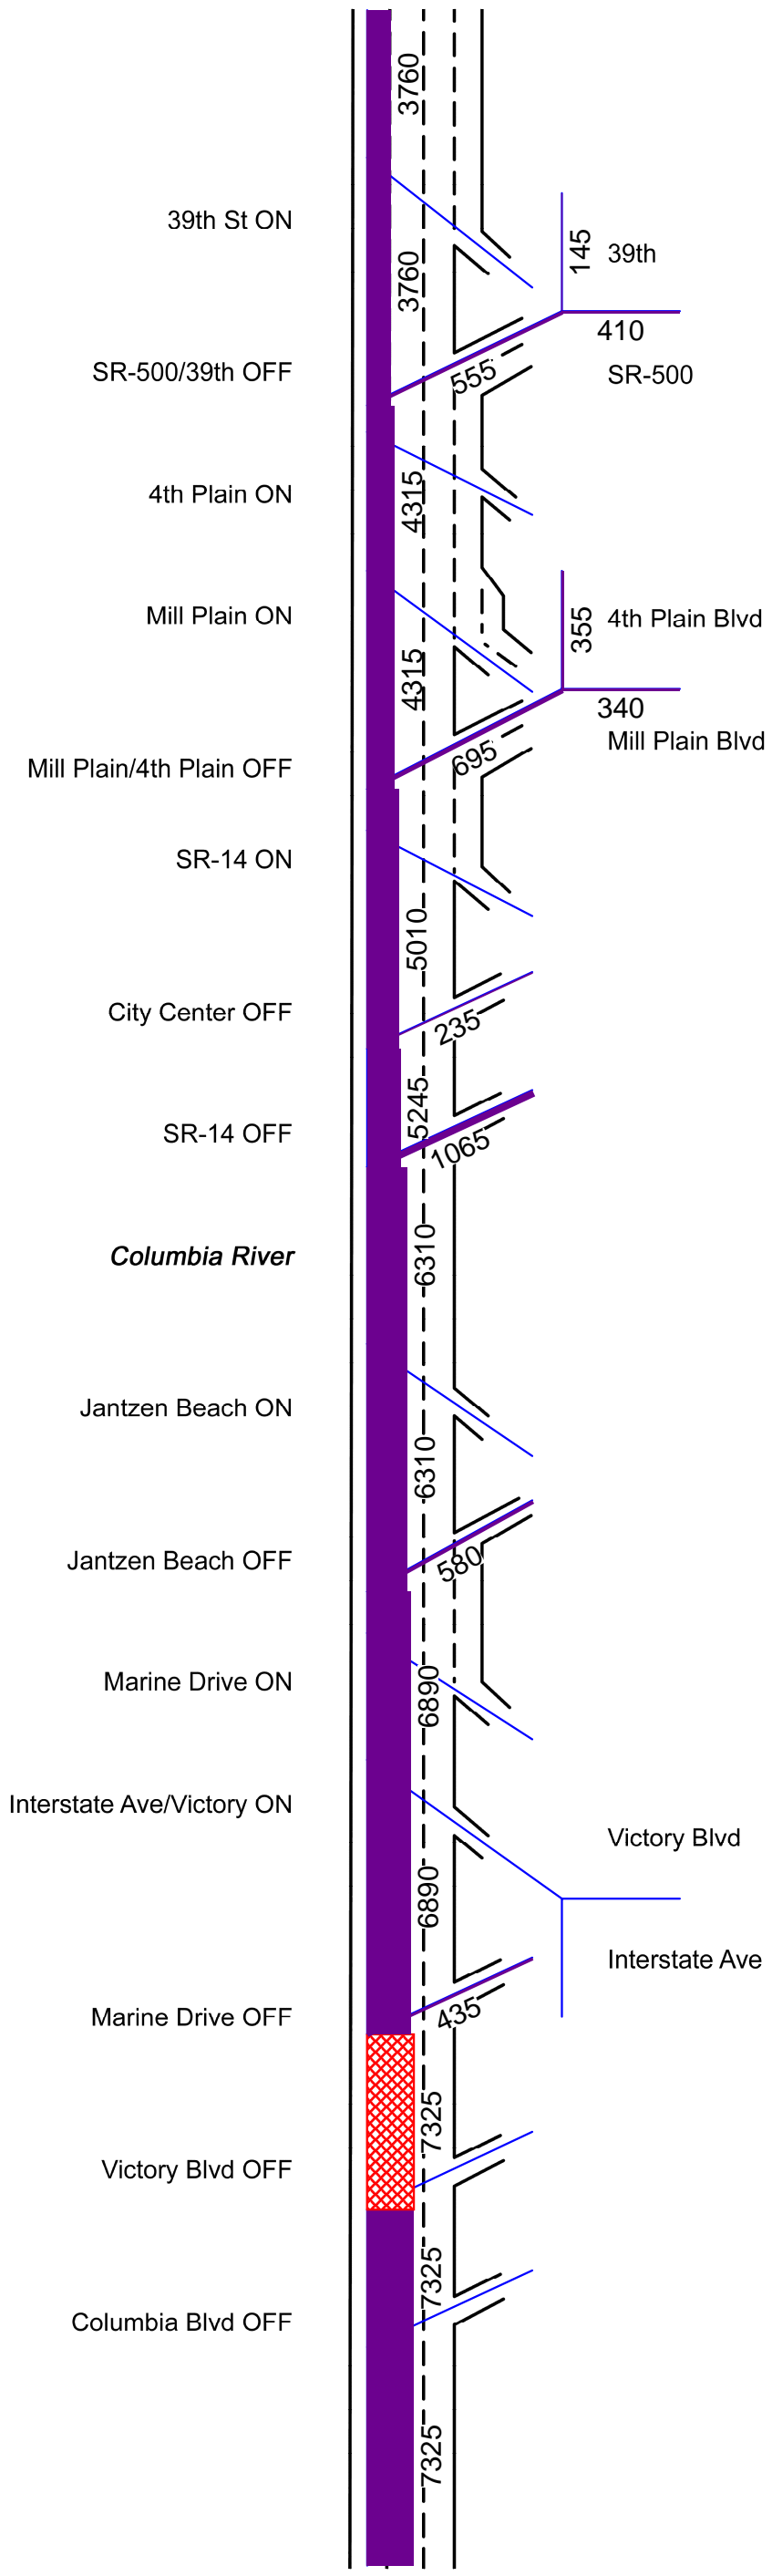 3760
39th St ON
145
39th
3760
410
SR-500/39th OFF
555
SR-500
4th Plain ON
4315
Mill Plain ON
355
4th Plain Blvd
4315
340
Mill Plain Blvd
Mill Plain/4th Plain OFF
695
SR-14 ON
5010
City Center OFF
235
5245
SR-14 OFF
1065
Columbia River
6310
Jantzen Beach ON
6310
Jantzen Beach OFF
580
Marine Drive ON
6890
Interstate Ave/Victory ON
Victory Blvd
6890
Interstate Ave
Marine Drive OFF
435
7325
Victory Blvd OFF
7325
Columbia Blvd OFF
7325